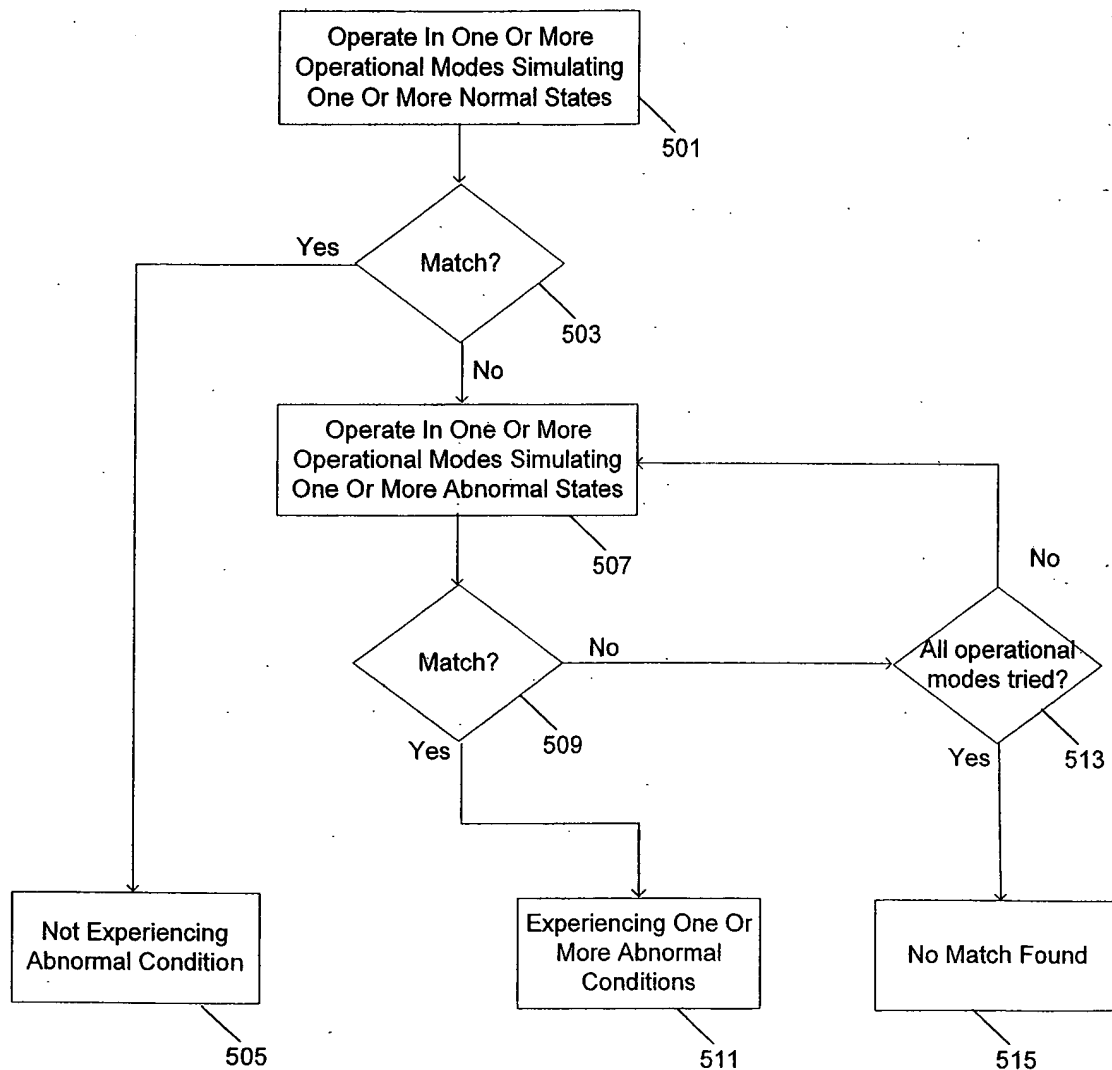 Operate In One Or More
Operational Modes Simulating
One Or More Normal States
501
Yes
Match?
503
No
Operate In One Or More
Operational Modes Simulating
One Or More Abnormal States
507
No
Match?
No
All operational
modes tried?
509
513
Yes
Yes
Not Experiencing
Abnormal Condition
Experiencing One Or
More Abnormal
Conditions
No Match Found
505
511
515